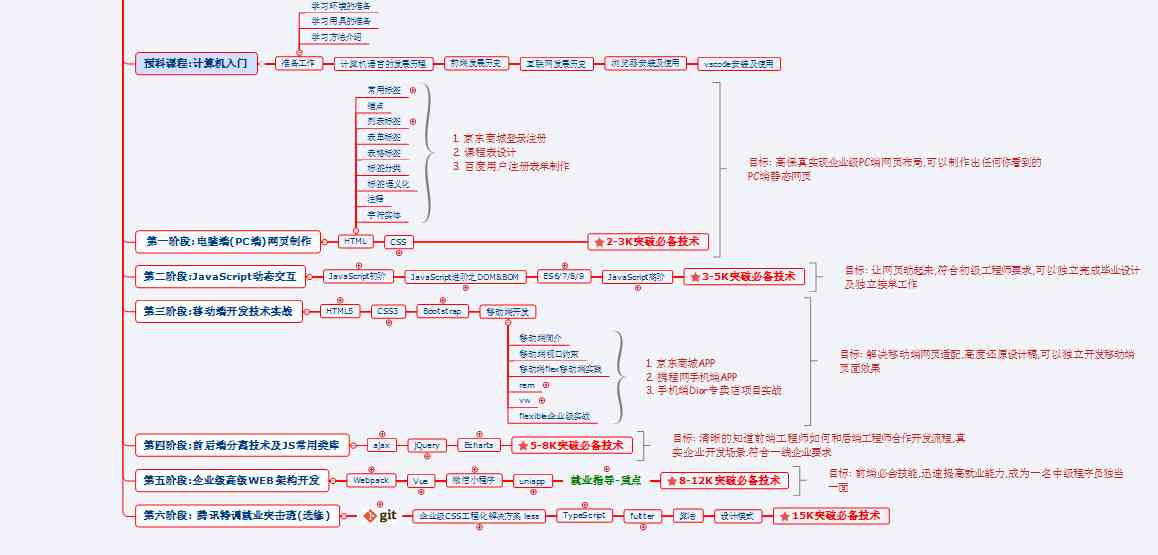 学习环境的准备
学习用具的准备
学习方法介绍
预科课程:计算机入门
准备工作
计算机语言的发展历程
前端发展历史
互联网发展历史
浏览器安装及使用
vscode安装及使用
常用标签
锚点
列表标签
表单标签
表格标签
标签分类
标签语义化
注释
字符实体
1. 京东商城登录注册
2. 课程表设计
3. 百度用户注册表单制作
目标: 高保真实现企业级PC端网页布局,可以制作出任何你看到的
PC端静态网页
第一阶段:电脑端(PC端)网页制作
HTML
CSS
2-3K突破必备技术
第二阶段:JavaScript动态交互
JavaScript初阶
JavaScript进阶之DOM&BOM
ES6/7/8/9
JavaScript高阶
3-5K突破必备技术
目标: 让网页动起来,符合初级工程师要求,可以独立完成毕业设计
及独立接单工作
第三阶段:移动端开发技术实战
HTML5
CSS3
Bootstrap
移动端开发
移动端简介
移动端视口约束
移动端flex移动端实践
rem
vw
flexible企业级实战
1. 京东商城APP
2. 携程网手机端APP
3. 手机端Dior专卖店项目实战
目标: 解决移动端网页适配,高度还原设计稿,可以独立开发移动端
页面效果
第四阶段:前后端分离技术及JS常用类库
ajax
jQuery
Echarts
5-8K突破必备技术
目标: 清晰的知道前端工程师如何和后端工程师合作开发流程,真
实企业开发场景.符合一线企业要求
第五阶段:企业级高级WEB架构开发
Webpack
Vue
微信小程序
uniapp
就业指导-重点
8-12K突破必备技术
目标: 前端必会技能,迅速提高就业能力,成为一名中级程序员独当
一面
第六阶段: 腾讯特训就业突击班(选修)
git
企业级CSS工程化解决方案 less
TypeScript
flutter
算法
设计模式
15K突破必备技术